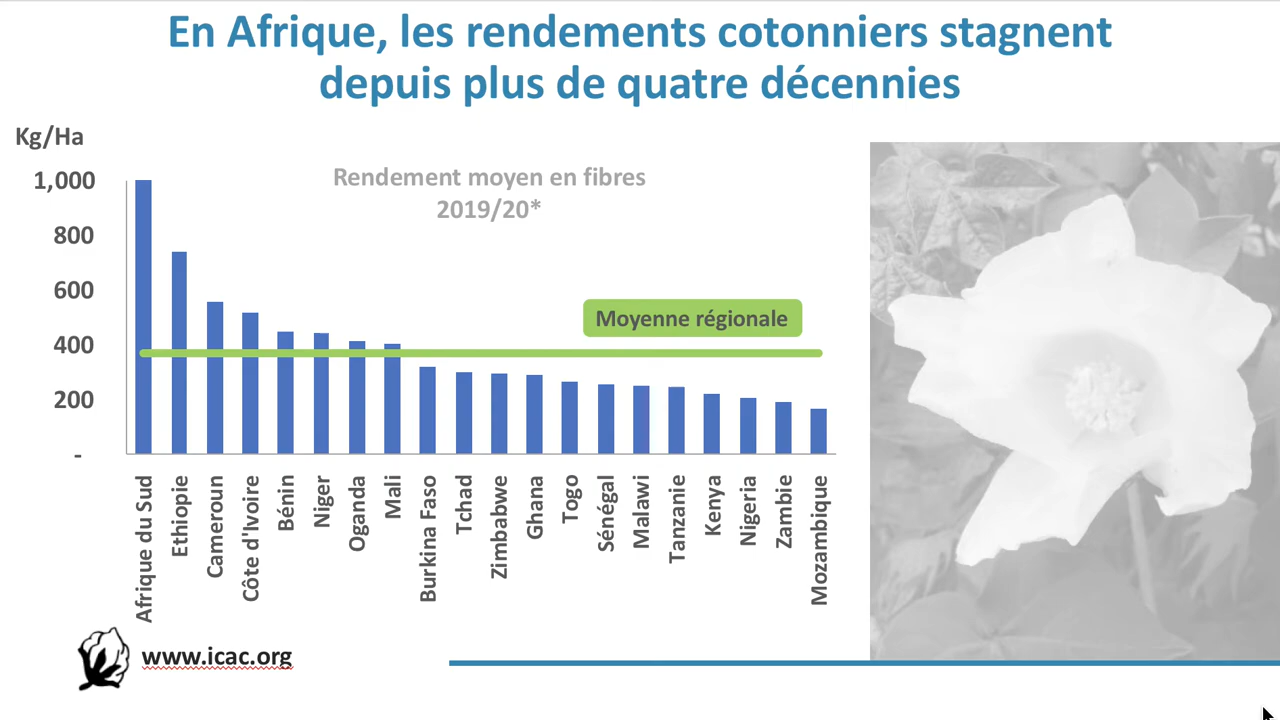 En Afrique, les rendements cotonniers stagnent
depuis plus de quatre décennies
Kg/Ha
Rendement moyen en fibres
2019/20*
1,000
800
600
400
200
-
Moyenne régionale
Afrique du Sud
Ethiopie
Cameroun
Côte d'Ivoire
Bénin
Niger
Oganda
Mali
Burkina Faso
Tchad
Zimbabwe
Ghana
Togo
Sénégal
Malawi
Tanzanie
Kenya
Nigeria
Zambie
Mozambique
www.icac.org